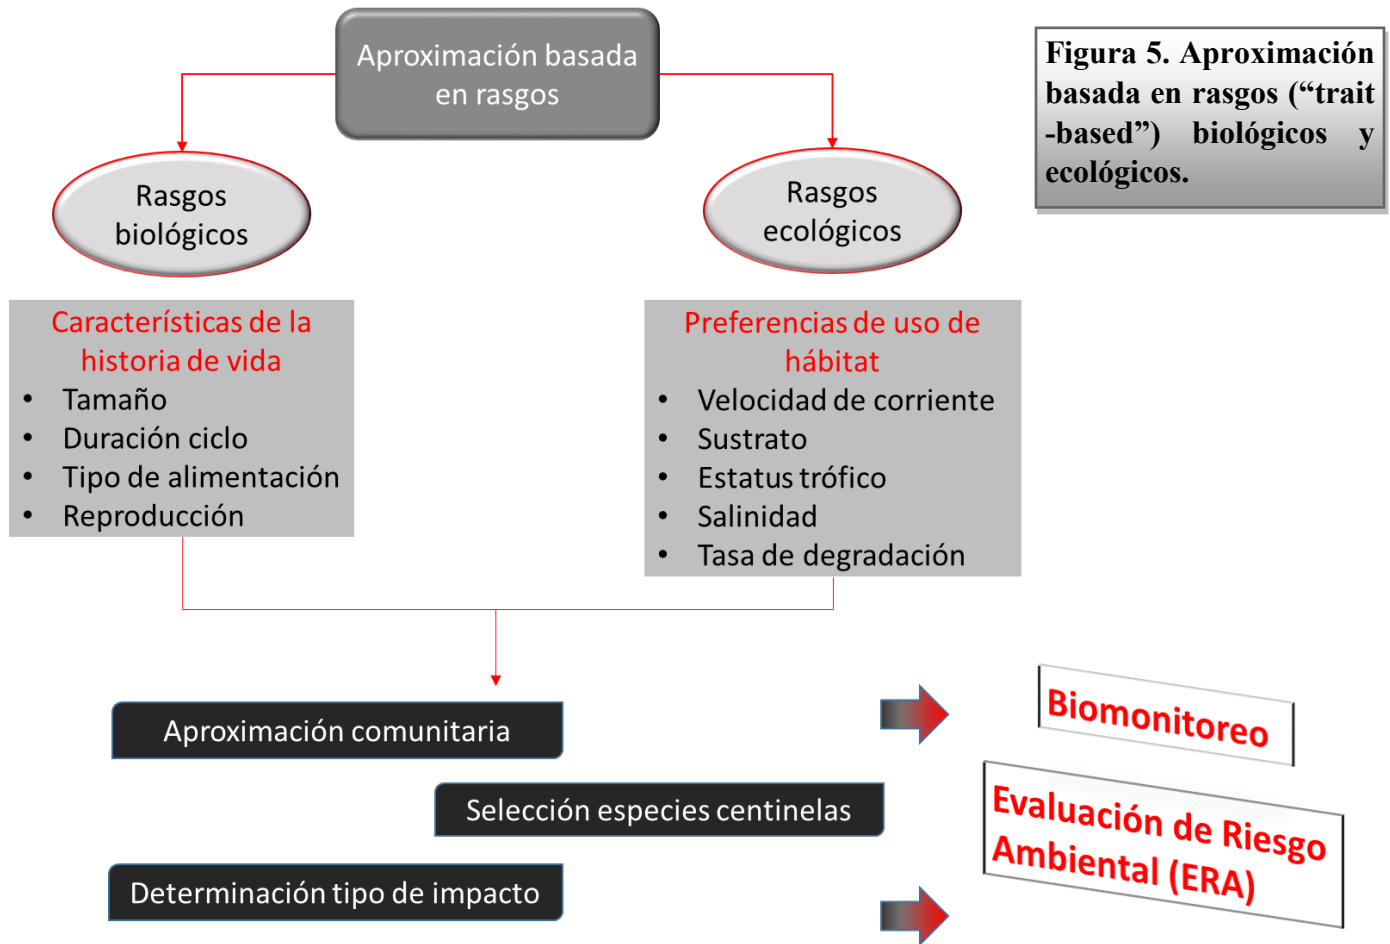 Aproximación basada
en rasgos
Figura 5. Aproximación
basada en rasgos (“trait
-based”) biológicos y
ecológicos.
Rasgos
biológicos
Rasgos
ecológicos
Características de la
historia de vida
• Tamaño
• Duración ciclo
• Tipo de alimentación
• Reproducción
Preferencias de uso de
hábitat
• Velocidad de corriente
• Sustrato
• Estatus trófico
• Salinidad
• Tasa de degradación
Aproximación comunitaria
Selección especies centinelas
Determinación tipo de impacto
Biomonitoreo
Evaluación de Riesgo
Ambiental (ERA)